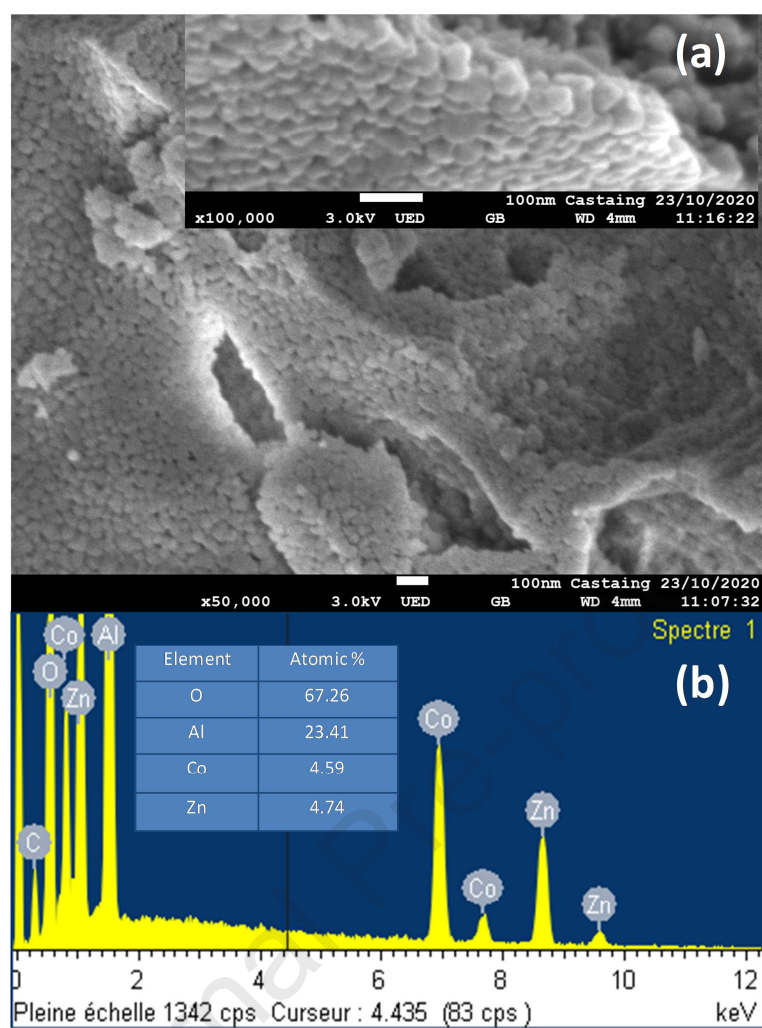 (a)
100nm Castaing 23/10/2020
x100,000 3.0kV UED GB WD 4mm 11:16:22
100nm Castaing 23/10/2020
x50,000 3.0kV UED GB WD 4mm 11:07:32
Spectre 1
(b)
Co Al
O
Zn
C
Element Atomic %
O 67.26
Al 23.41
Co 4.59
Zn 4.74
Co
Zn
Co
Zn
0 2 4 6 8 10 12
Pleine échelle 1342 cps Curseur : 4.435 (83 cps ) keV